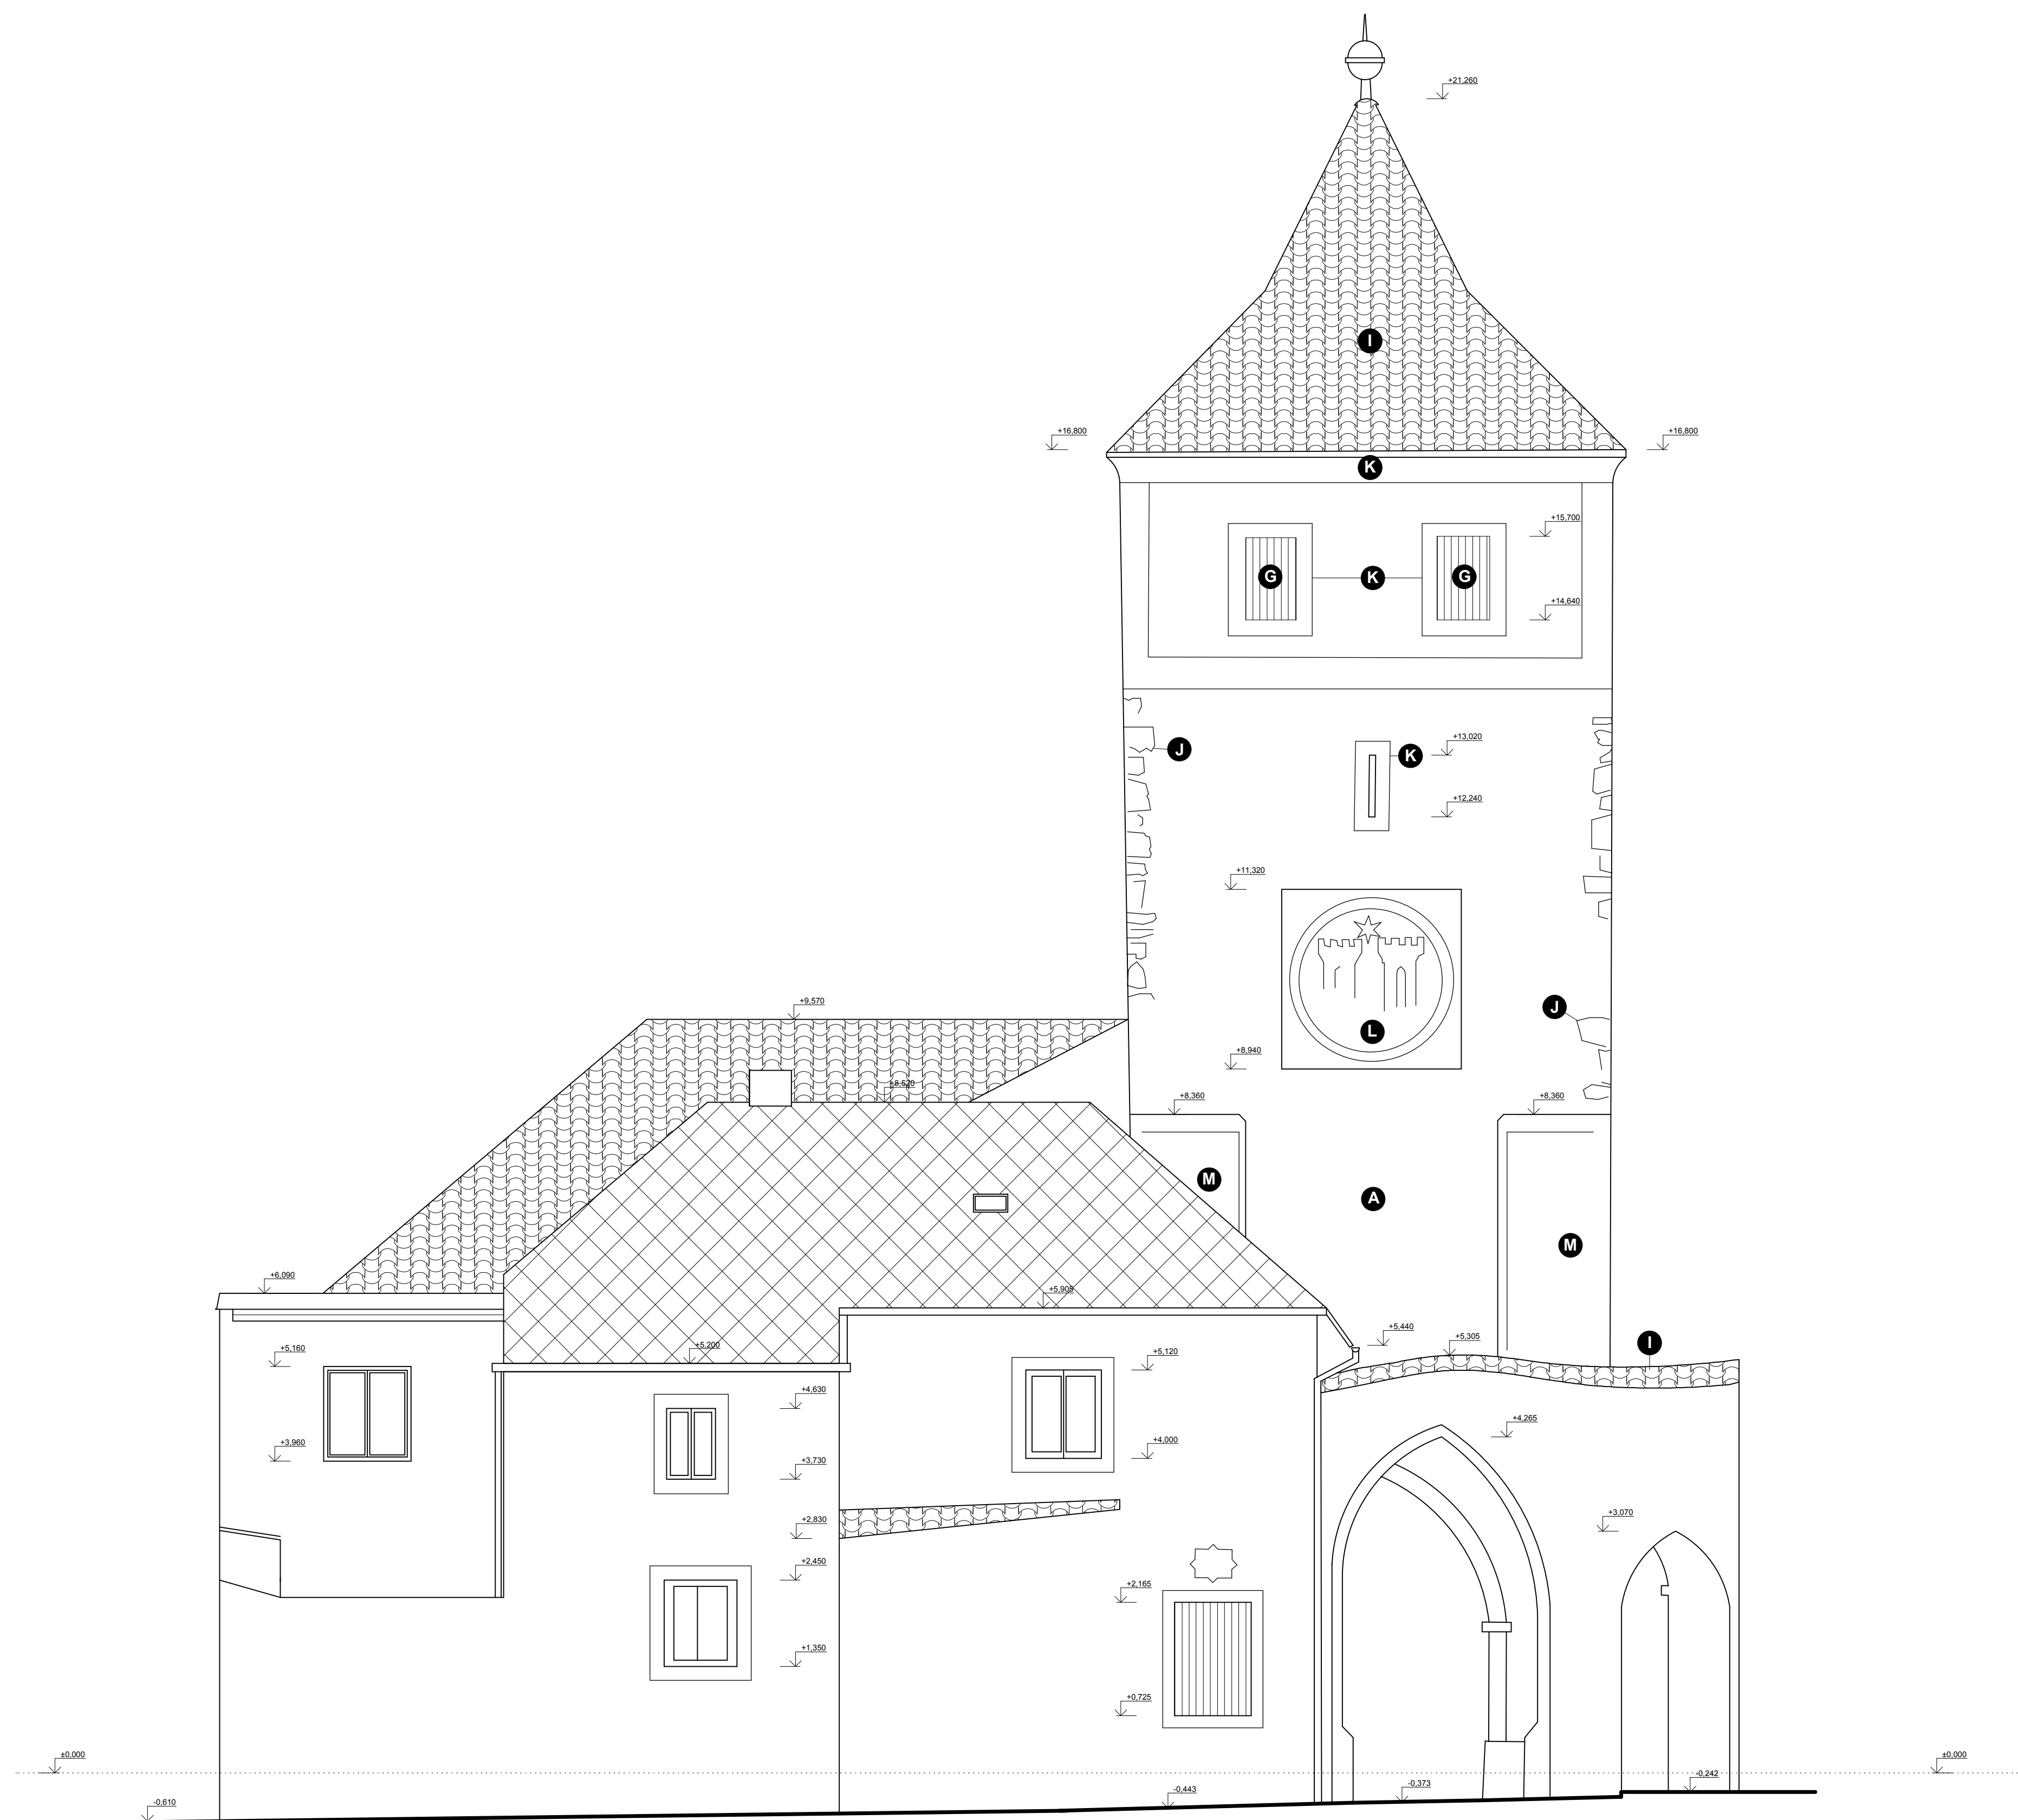 +21,260
I
+16,800
+16,800
K
+15,700
G
K
G
+14,640
+13,020
J
K
+12,240
+11,320
+9,570
J
L
+8,940
+8,520
+8,360
+8,360
M
A
M
+6,090
+5,905
+5,440
+5,305
I
+5,200
+5,160
+5,120
+4,630
+4,265
+4,000
+3,960
+3,730
+3,070
+2,830
+2,450
+2,165
+1,350
+0,725
±0,000
±0,000
-0,242
-0,373
-0,443
-0,610